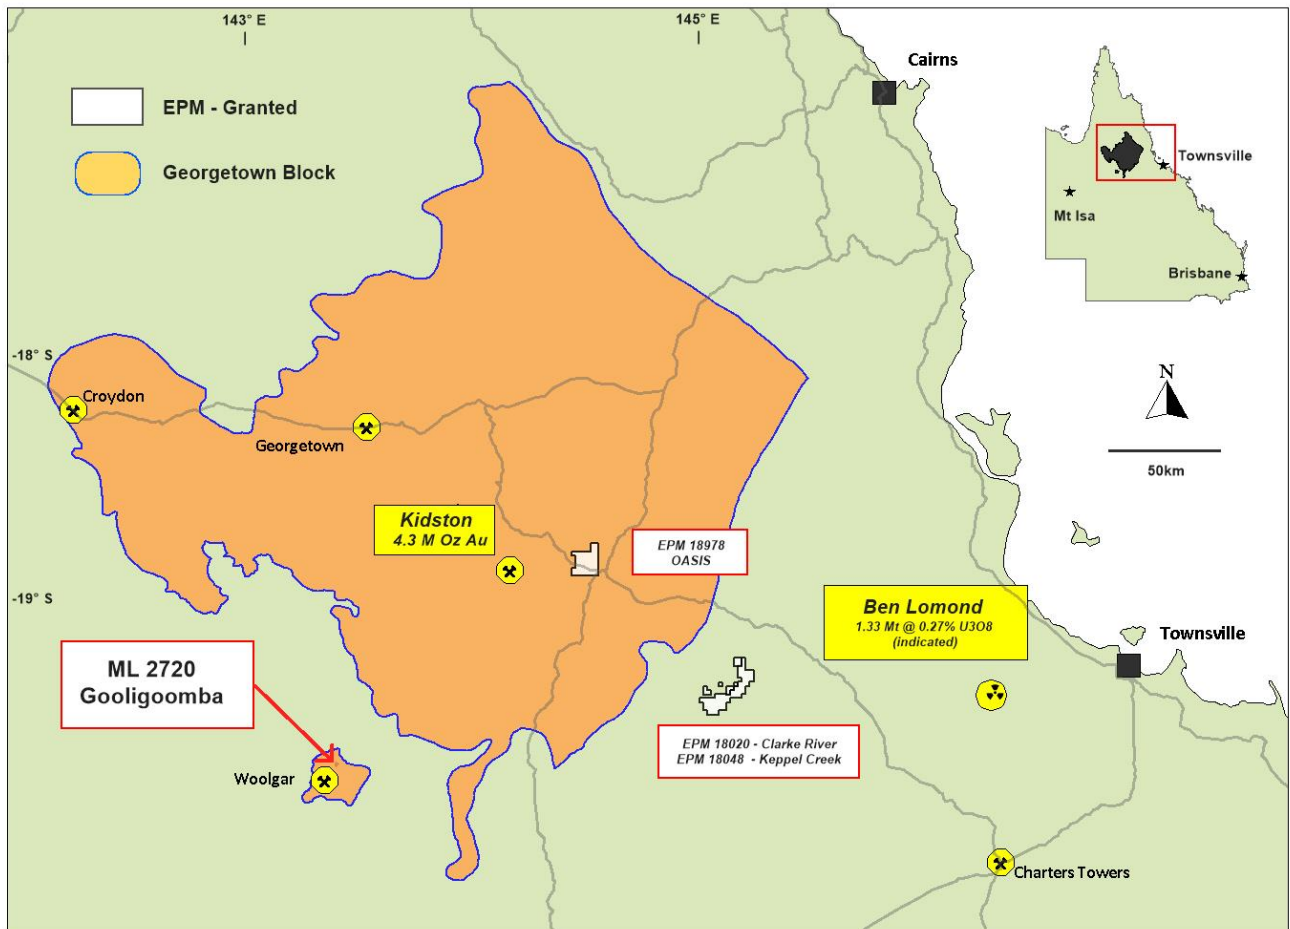 143° E
145° E
Cairns
EPM - Granted
Georgetown Block
Townsville
Mt Isa
Brisbane
-18° S
N
50km
Croydon
Georgetown
Kidston
4.3 M Oz Au
EPM 18978
OASIS
-19° S
Ben Lomond
1.33 Mt @ 0.27% U3O8
(indicated)
Townsville
ML 2720
Gooligoomba
EPM 18020 - Clarke River
EPM 18048 - Keppel Creek
Woolgar
Charters Towers